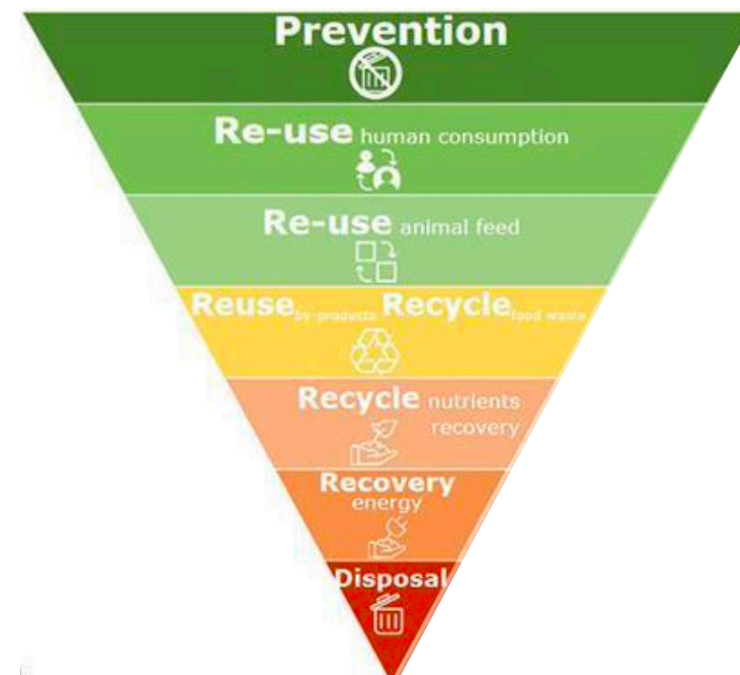 Prevention
Re-use human consumption
Re-use animal feed
Reuse by-products Recycle food waste
Recycle nutrients
recovery
Recovery
energy
Disposal